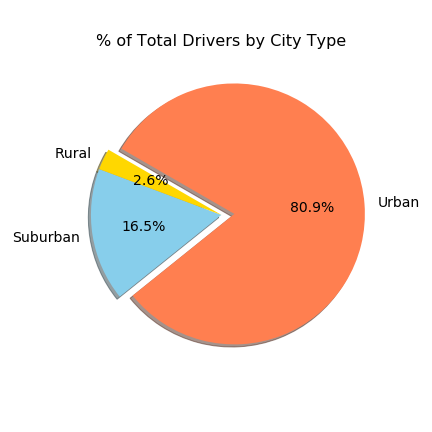 % of Total Drivers by City Type
Rural
2.6%
Urban
80.9%
Suburban
16.5%